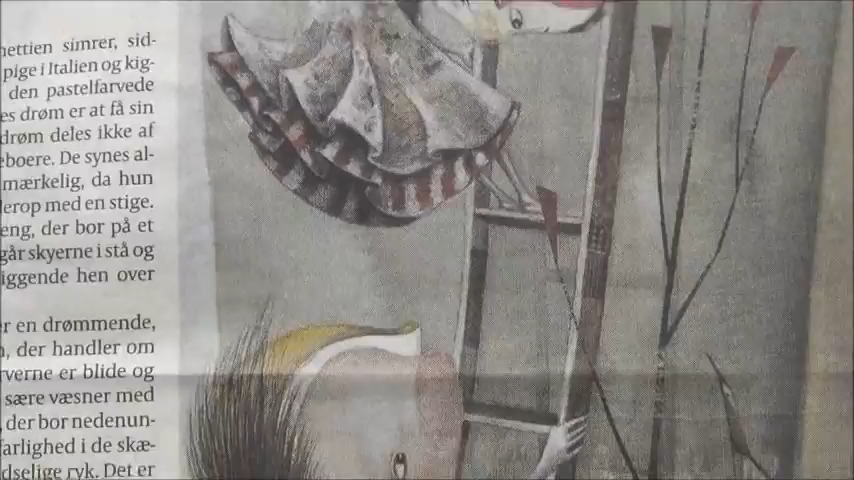 nettien simrer, sid-
pige i Italien og kig-
den pastelfarvede
es drøm er at få sin
drøm deles ikke af
eboere. De synes al-
mærkelig, da hun
derop med en stige.
eng, der bor på et
går skyerne i stå og
iggende hen over
er en drømmende,
n, der handler om
rverne er blide og
sære væsner med
, der bor nedenun-
farlighed i de skæ-
dselige ryk. Det er